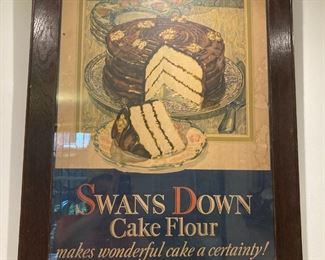 SWANS DOWN
Cake Flour
makes wonderful cake a certainty!